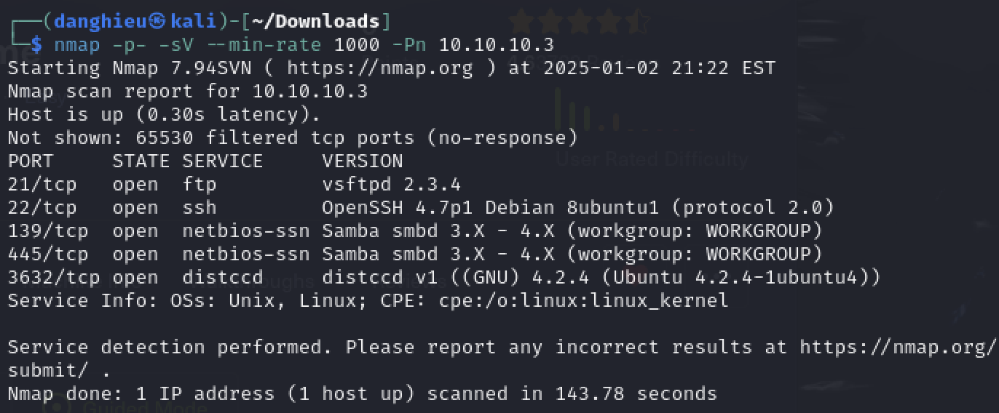 ┌──(danghieu㉿kali)-[~/Downloads]
└─$ nmap -p- -sV --min-rate 1000 -Pn 10.10.10.3
Starting Nmap 7.94SVN ( https://nmap.org ) at 2025-01-02 21:22 EST
Nmap scan report for 10.10.10.3
Host is up (0.30s latency).
Not shown: 65530 filtered tcp ports (no-response)
PORT     STATE SERVICE     VERSION
User Rated Difficulty
21/tcp   open  ftp         vsftpd 2.3.4
22/tcp   open  ssh         OpenSSH 4.7p1 Debian 8ubuntu1 (protocol 2.0)
139/tcp  open  netbios-ssn Samba smbd 3.X - 4.X (workgroup: WORKGROUP)
445/tcp  open  netbios-ssn Samba smbd 3.X - 4.X (workgroup: WORKGROUP)
3632/tcp open  distccd     distccd v1 ((GNU) 4.2.4 (Ubuntu 4.2.4-1ubuntu4))
Service Info: OSs: Unix, Linux; CPE: cpe:/o:linux:linux_kernel
Service detection performed. Please report any incorrect results at https://nmap.org/
submit/ .
Nmap done: 1 IP address (1 host up) scanned in 143.78 seconds
Guided Mode